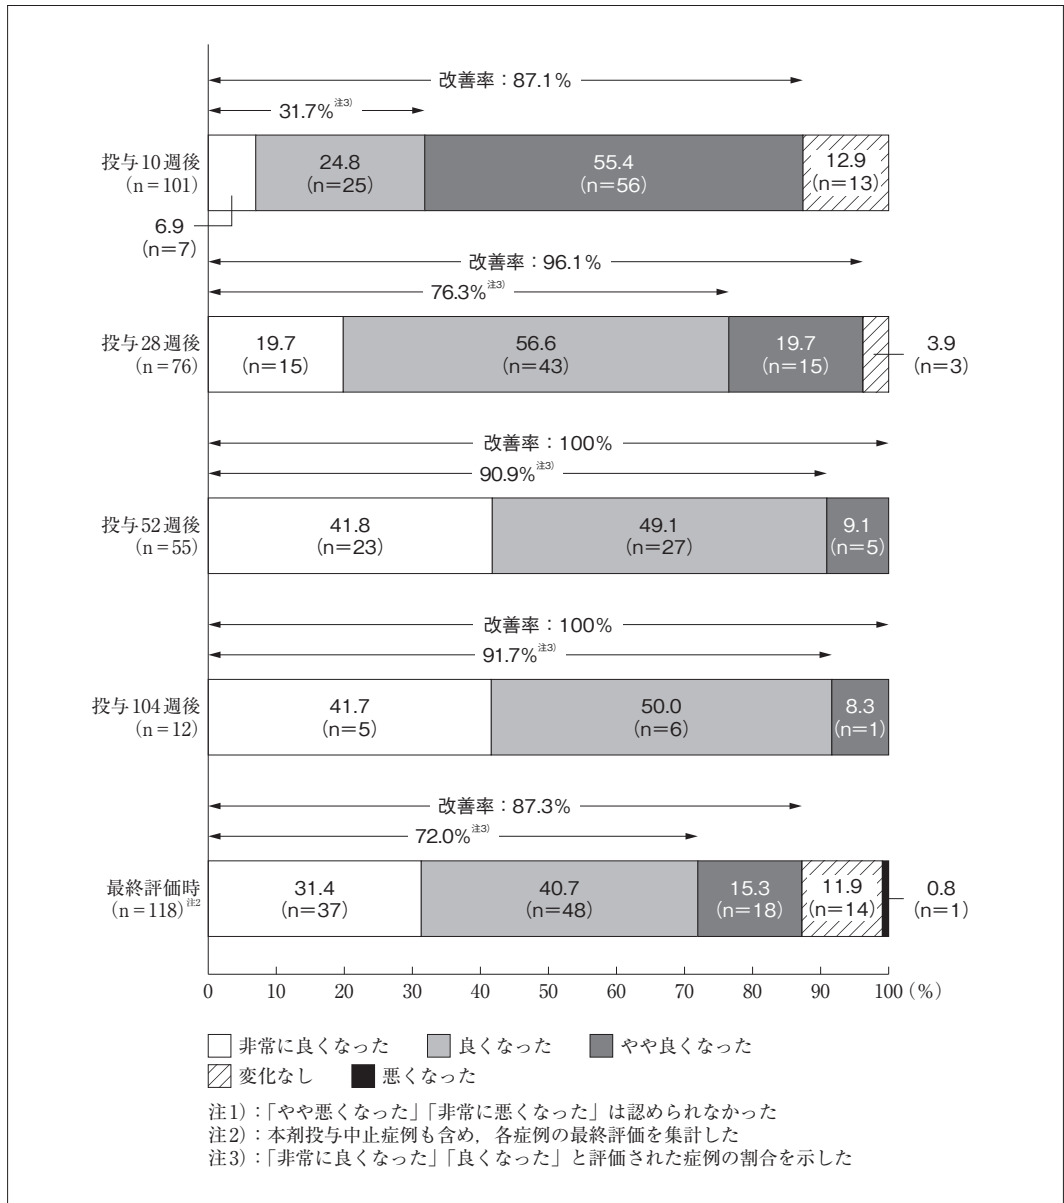 改善率：87.1%
31.7%注3)
投与10週後
(n＝101)
24.8
(n＝25)
55.4
(n＝56)
12.9
(n＝13)
6.9
(n＝7)
改善率：96.1%
76.3%注3)
投与28週後
(n＝76)
19.7
(n＝15)
56.6
(n＝43)
19.7
(n＝15)
3.9
(n＝3)
改善率：100%
90.9%注3)
投与52週後
(n＝55)
41.8
(n＝23)
49.1
(n＝27)
9.1
(n＝5)
改善率：100%
91.7%注3)
投与104週後
(n＝12)
41.7
(n＝5)
50.0
(n＝6)
8.3
(n＝1)
改善率：87.3%
72.0%注3)
最終評価時
(n＝118)注2
31.4
(n＝37)
40.7
(n＝48)
15.3
(n＝18)
11.9
(n＝14)
0.8
(n＝1)
0 10 20 30 40 50 60 70 80 90 100 (%)
非常に良くなった 良くなった やや良くなった
変化なし 悪くなった
注1)：「やや悪くなった」「非常に悪くなった」は認められなかった
注2)：本剤投与中止症例も含め，各症例の最終評価を集計した
注3)：「非常に良くなった」「良くなった」と評価された症例の割合を示した